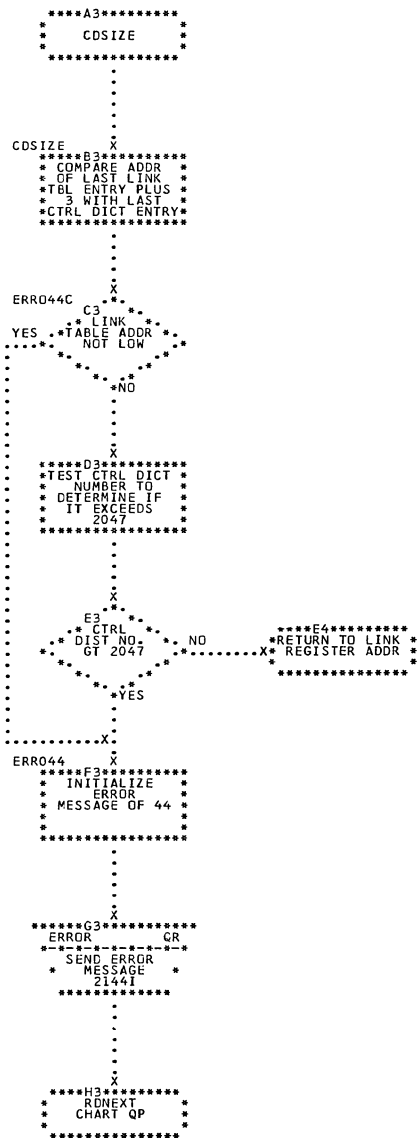 A3
CDSIZE
CDSIZE
B3
COMPARE ADDR
OF LAST LINK
TBL ENTRY PLUS
3 WITH LAST
CTRL DICT ENTRY
ERR044C
C3
LINK
YES TABLE ADDR
NOT LOW
NO
D3
TEST CTRL DICT
NUMBER TO
DETERMINE IF
IT EXCEEDS
2047
E3
CTRL
DIST NO. NO
GT 2047
E4
RETURN TO LINK
REGISTER ADDR
YES
ERR044
F3
INITIALIZE
ERROR
MESSAGE OF 44
G3
ERROR QR
SEND ERROR
MESSAGE
2144I
H3
RDNEXT
CHART QP